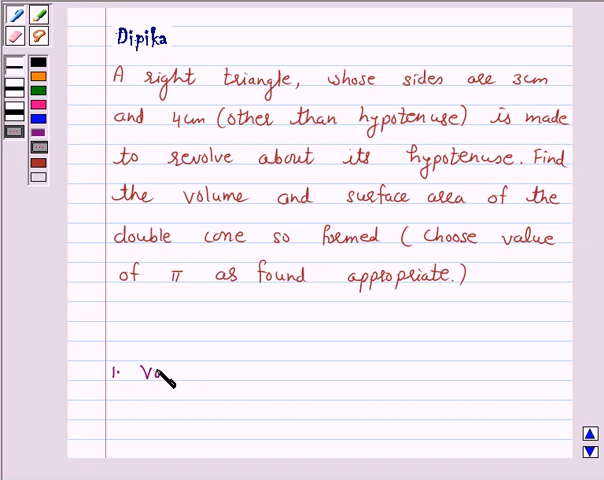 Dipika
A right triangle, whose sides are 3cm
and 4cm (other than hypotenuse) is made
to revolve about its hypotenuse. Find
the volume and surface area of the
double cone so formed (Choose value
of π as found appropriate.)
1. Vo